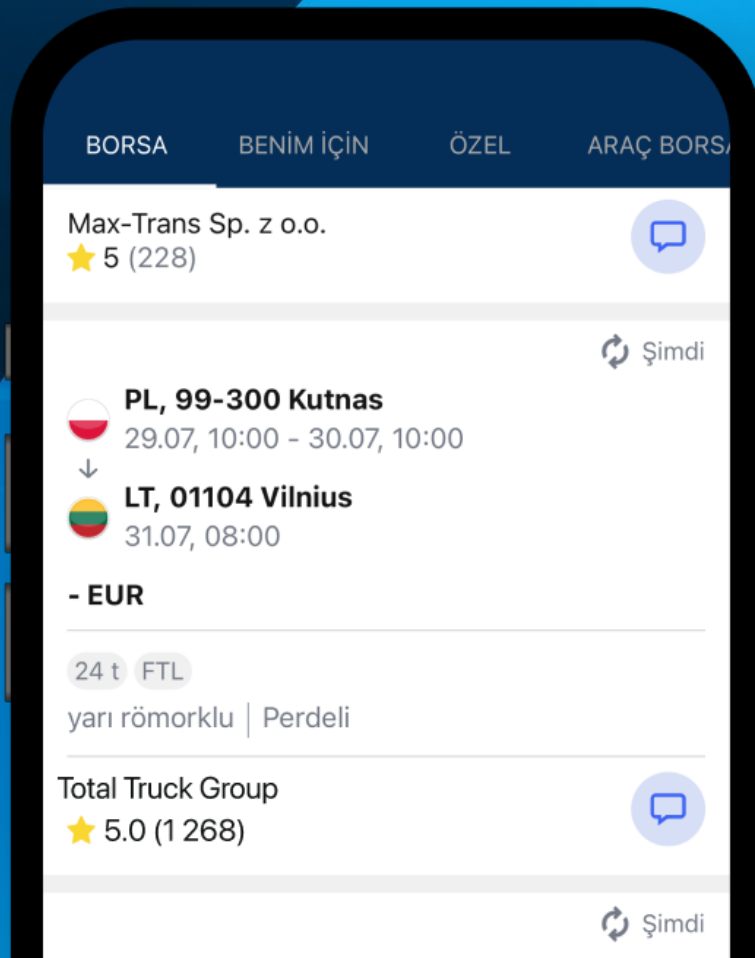 BORSA BENİM İÇİN ÖZEL ARAÇ BORSA
Max-Trans Sp. z o.o.
5 (228)
Şimdi
PL, 99-300 Kutnas
29.07, 10:00 - 30.07, 10:00
LT, 01104 Vilnius
31.07, 08:00
- EUR
24 t FTL
yarı römorklu | Perdeli
Total Truck Group
5.0 (1 268)
Şimdi